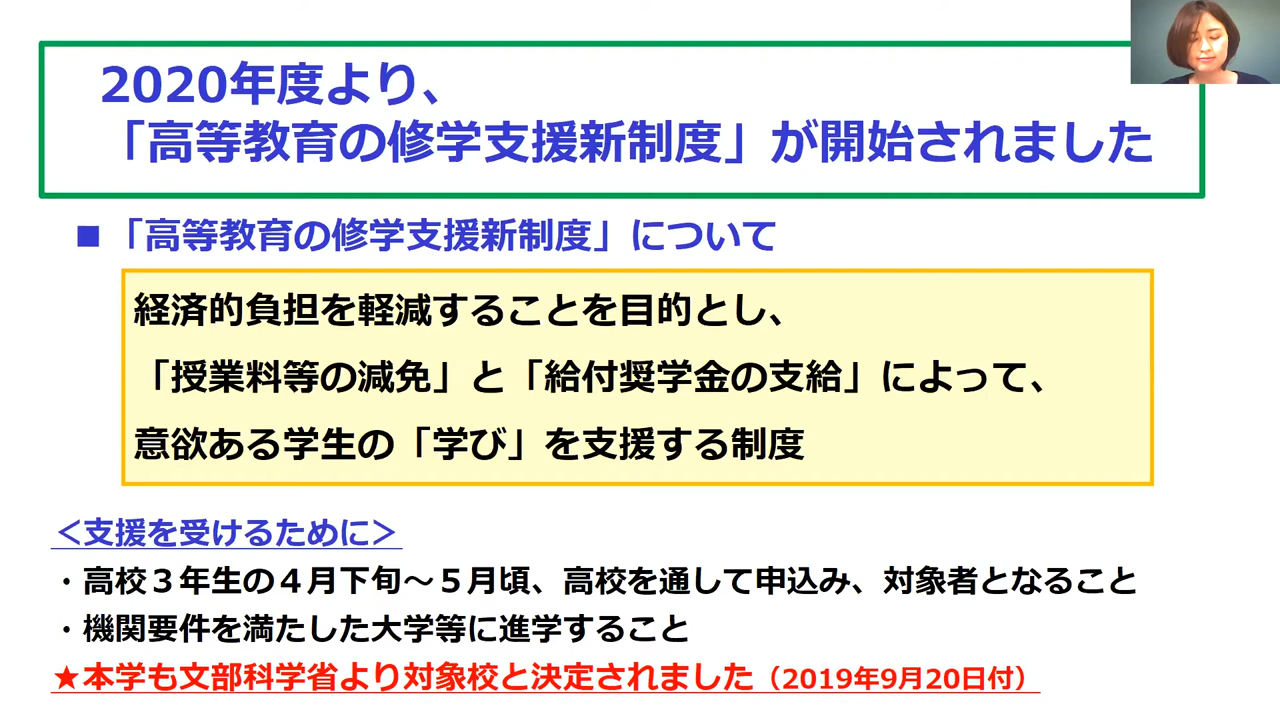 2020年度より、
「高等教育の修学支援新制度」が開始されました
■「高等教育の修学支援新制度」について
経済的負担を軽減することを目的とし、
「授業料等の減免」と「給付奨学金の支給」によって、
意欲ある学生の「学び」を支援する制度
＜支援を受けるために＞
・高校３年生の４月下旬～５月頃、高校を通して申込み、対象者となること
・機関要件を満たした大学等に進学すること
★本学も文部科学省より対象校と決定されました（2019年9月20日付）